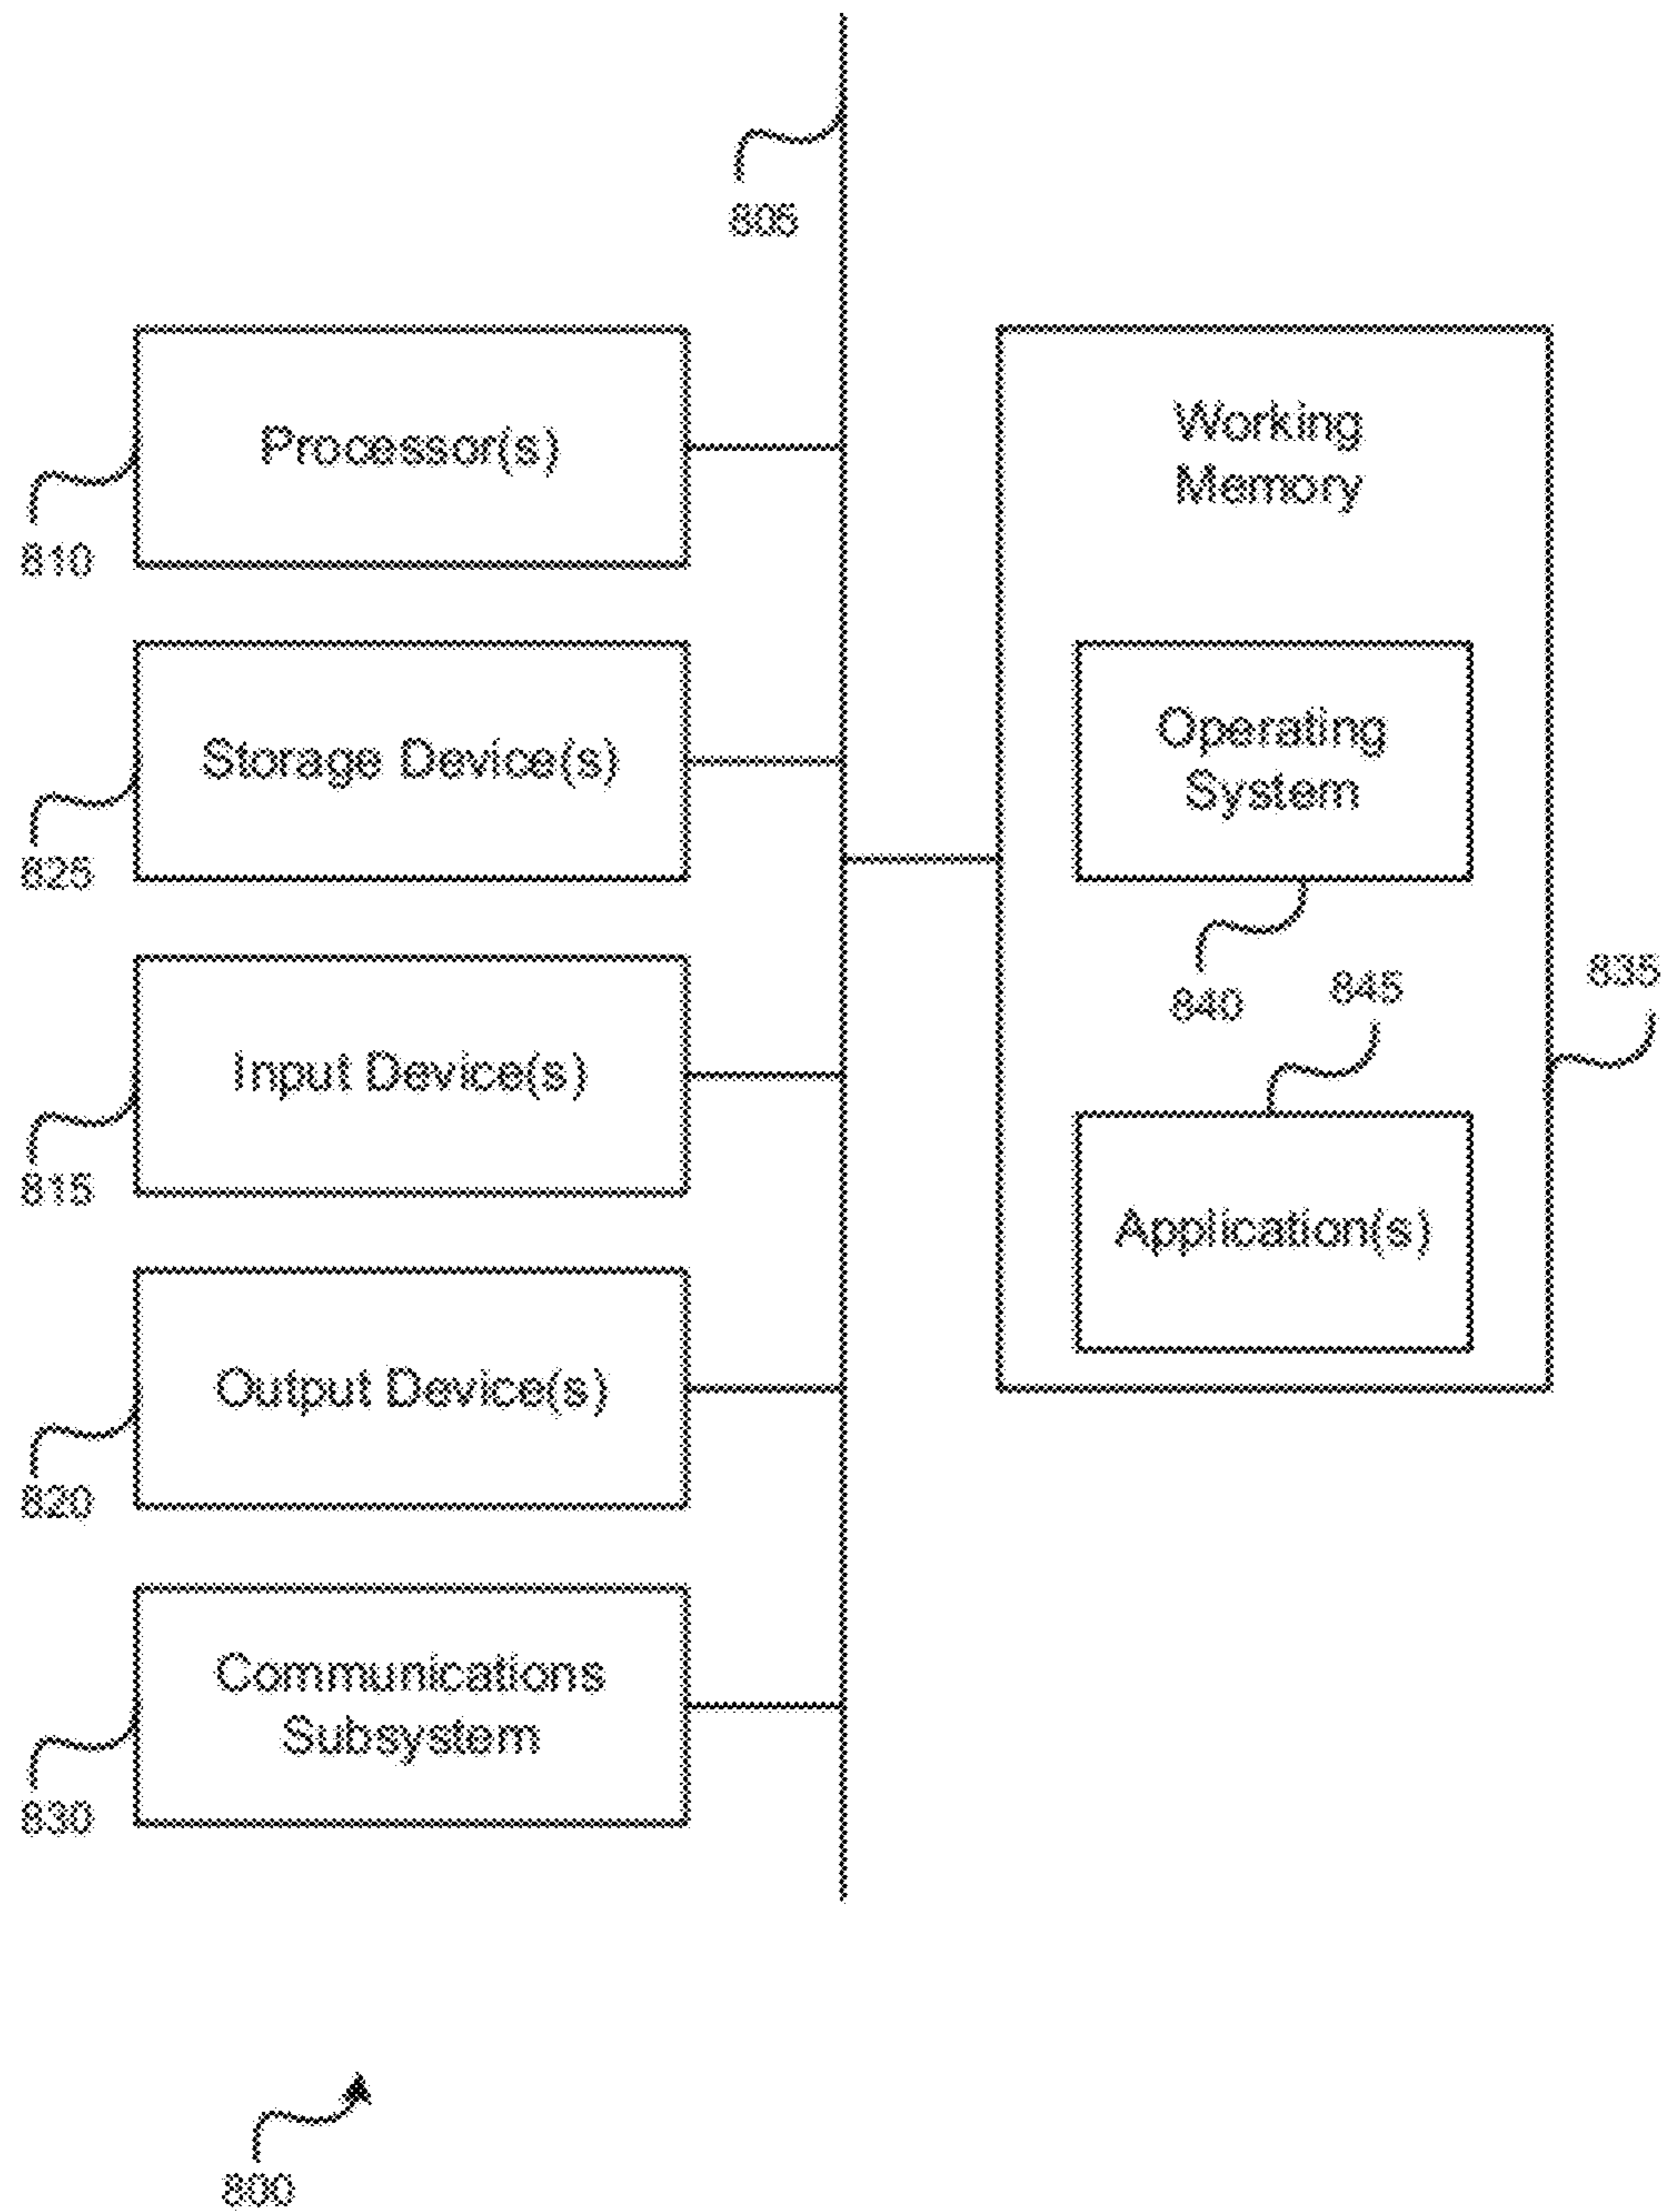 805
Processor(s)
810
Storage Device(s)
825
Input Device(s)
815
Output Device(s)
820
Communications
Subsystem
830
Working
Memory
Operating
System
840
845
835
Application(s)
800